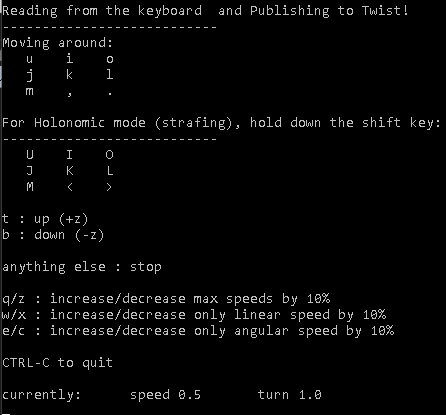 Reading from the keyboard  and Publishing to Twist!
---------------------------
Moving around:
   u    i    o
   j    k    l
   m    ,    .
For Holonomic mode (strafing), hold down the shift key:
---------------------------
   U    I    O
   J    K    L
   M    <    >
t : up (+z)
b : down (-z)
anything else : stop
q/z : increase/decrease max speeds by 10%
w/x : increase/decrease only linear speed by 10%
e/c : increase/decrease only angular speed by 10%
CTRL-C to quit
currently:      speed 0.5       turn 1.0